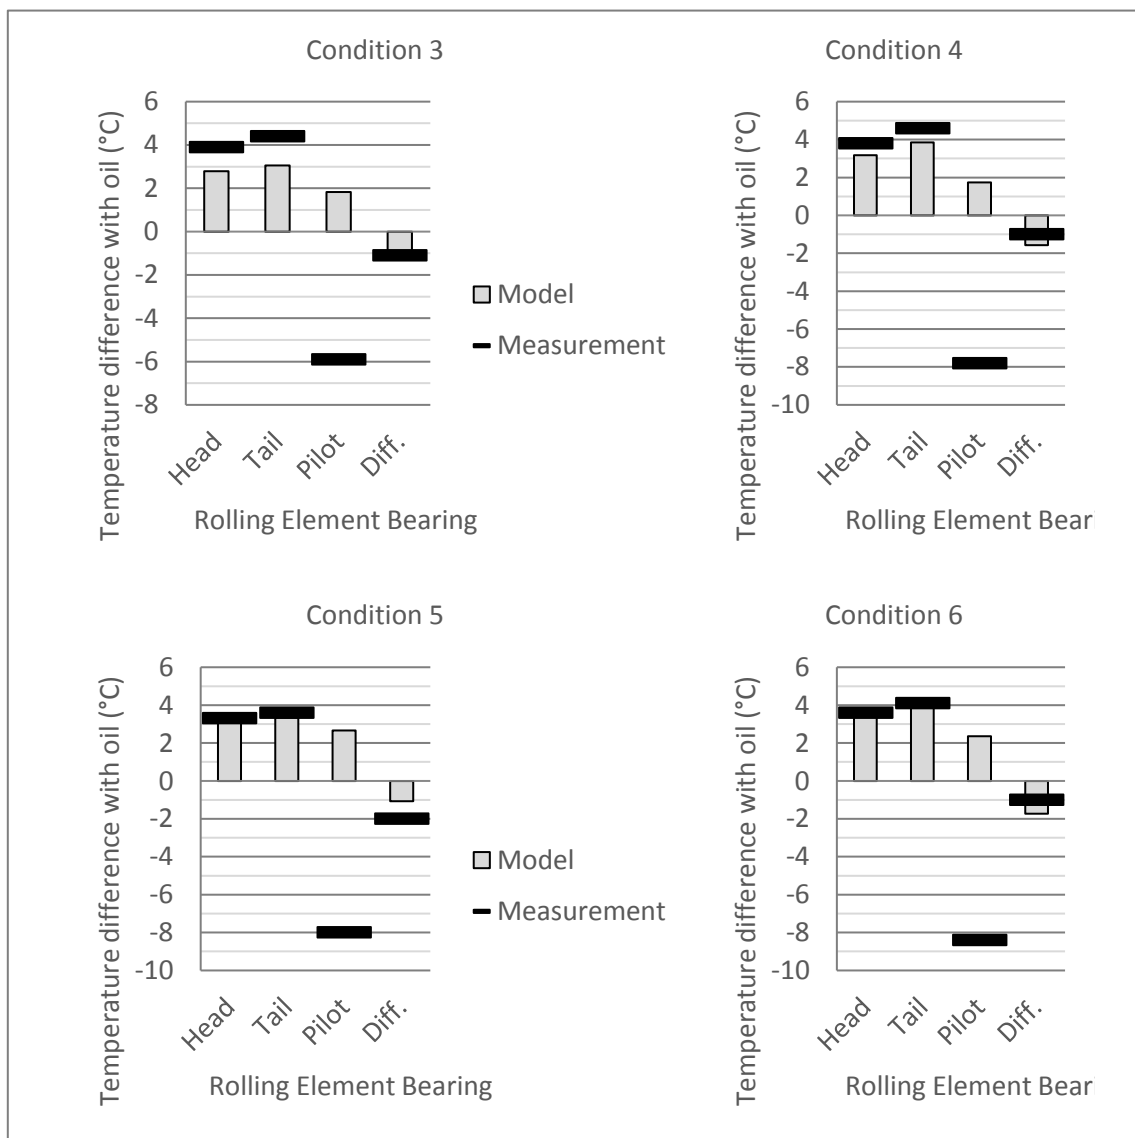 Condition 3
Temperature difference with oil (°C)
6
4
2
0
-2
-4
-6
-8
Head
Tail
Pilot
Diff.
Rolling Element Bearing
Model
Measurement
Condition 4
Temperature difference with oil (°C)
6
4
2
0
-2
-4
-6
-8
-10
Head
Tail
Pilot
Diff.
Rolling Element Beari
Condition 5
Temperature difference with oil (°C)
6
4
2
0
-2
-4
-6
-8
-10
Head
Tail
Pilot
Diff.
Rolling Element Bearing
Model
Measurement
Condition 6
Temperature difference with oil (°C)
6
4
2
0
-2
-4
-6
-8
-10
Head
Tail
Pilot
Diff.
Rolling Element Beari